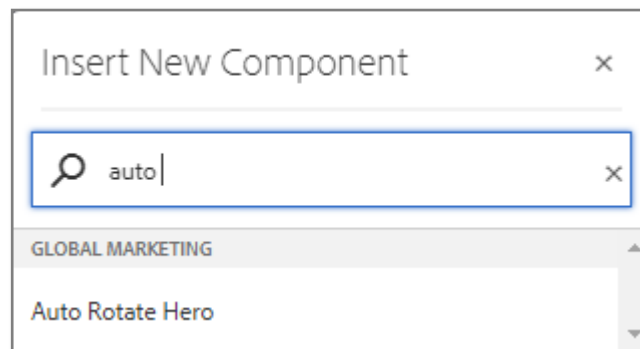 Insert New Component
auto
GLOBAL MARKETING
Auto Rotate Hero